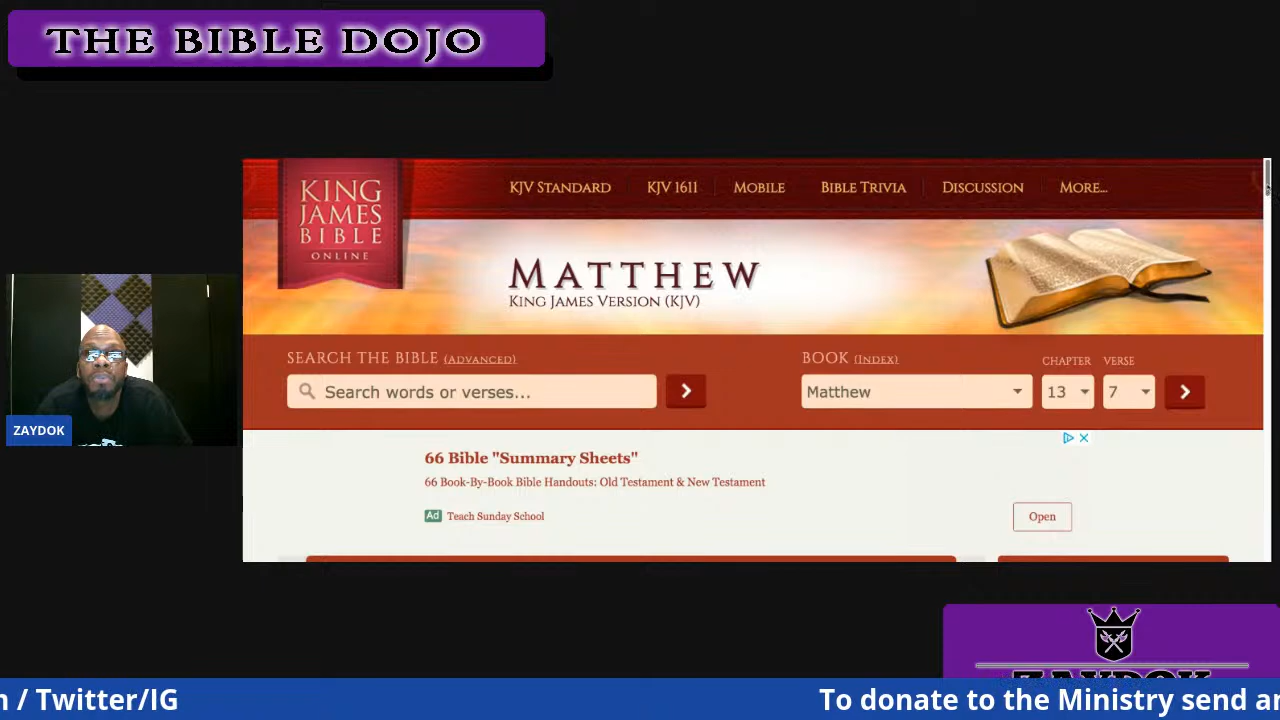 THE BIBLE DOJO
KING
JAMES
BIBLE
ONLINE
KJV STANDARD
KJV 1611
MOBILE
BIBLE TRIVIA
DISCUSSION
MORE...
MATTHEW
KING JAMES VERSION (KJV)
SEARCH THE BIBLE (ADVANCED)
BOOK (INDEX)
CHAPTER
VERSE
Search words or verses...
Matthew
13
7
66 Bible "Summary Sheets"
66 Book-By-Book Bible Handouts: Old Testament & New Testament
Ad Teach Sunday School
Open
ZAYDOK
ZAYDOK
/ Twitter/IG
To donate to the Ministry send